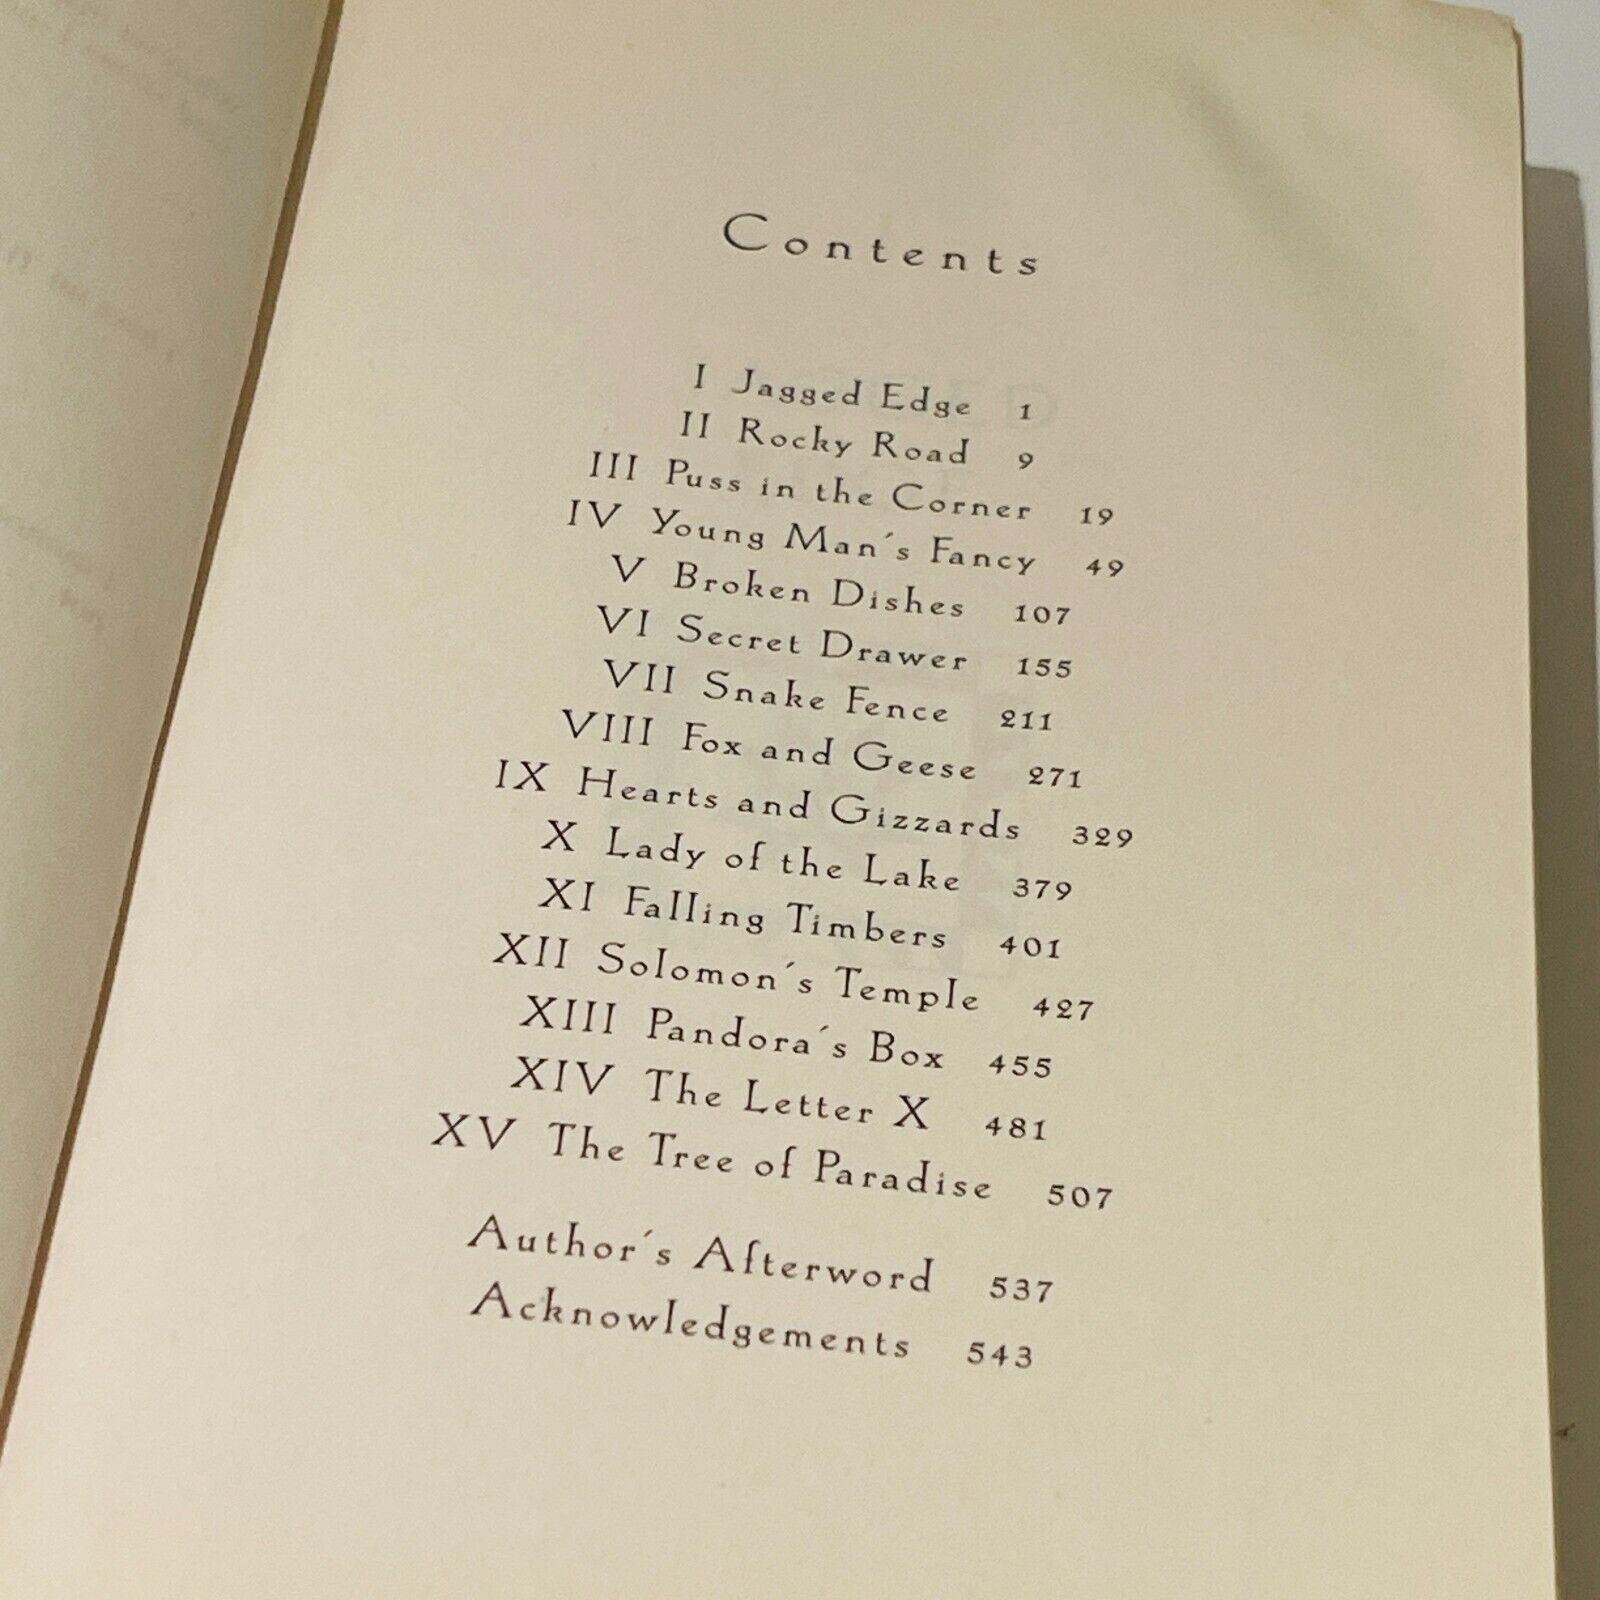 Contents
I Jagged Edge 1
II Rocky Road 9
III Puss in the Corner 19
IV Young Man's Fancy 49
V Broken Dishes 107
VI Secret Drawer 155
VII Snake Fence 211
VIII Fox and Geese 271
IX Hearts and Gizzards 329
X Lady of the Lake 379
XI Falling Timbers 401
XII Solomon's Temple 427
XIII Pandora's Box 455
XIV The Letter X 481
XV The Tree of Paradise 507
Author's Afterword 537
Acknowledgements 543